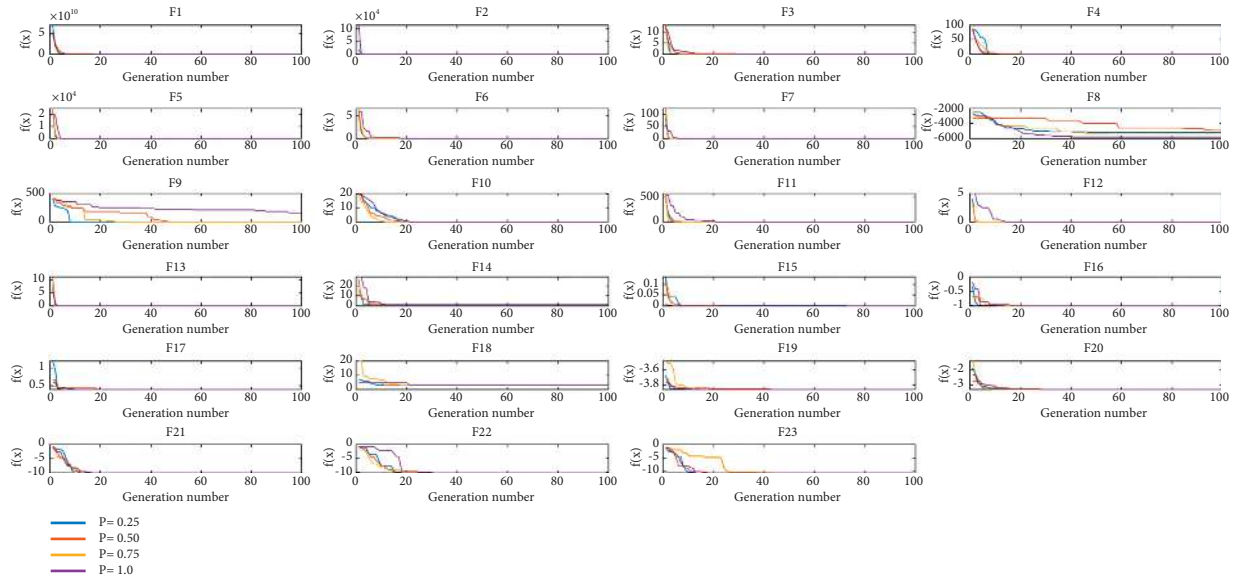 F1 F2 F3 F4
×10^10 ×10^4
f(x) 5 0 f(x) 10 5 0 f(x) 10 5 0 f(x) 100 50 0
0 20 40 60 80 100 0 20 40 60 80 100 0 20 40 60 80 100 0 20 40 60 80 100
Generation number Generation number Generation number Generation number
×10^4 F5 F6 F7 F8
f(x) 2 1 0 f(x) 5 0 f(x) 100 50 0 f(x) -2000 -4000 -6000
0 20 40 60 80 100 0 20 40 60 80 100 0 20 40 60 80 100 0 20 40 60 80 100
Generation number Generation number Generation number Generation number
F9 F10 F11 F12
f(x) 500 0 f(x) 20 10 0 f(x) 500 0 f(x) 5 0
0 20 40 60 80 100 0 20 40 60 80 100 0 20 40 60 80 100 0 20 40 60 80 100
Generation number Generation number Generation number Generation number
F13 F14 F15 F16
f(x) 10 5 0 f(x) 20 10 0 f(x) 0.1 0.05 0 f(x) 0 -0.5 -1
0 20 40 60 80 100 0 20 40 60 80 100 0 20 40 60 80 100 0 20 40 60 80 100
Generation number Generation number Generation number Generation number
F17 F18 F19 F20
f(x) 1 0.5 f(x) 20 10 0 f(x) -3.6 -3.8 f(x) -2 -3
0 20 40 60 80 100 0 20 40 60 80 100 0 20 40 60 80 100 0 20 40 60 80 100
Generation number Generation number Generation number Generation number
F21 F22 F23
f(x) 0 -5 -10 f(x) 0 -5 -10 f(x) 0 -5 -10
0 20 40 60 80 100 0 20 40 60 80 100 0 20 40 60 80 100
Generation number Generation number Generation number
P= 0.25
P= 0.50
P= 0.75
P= 1.0